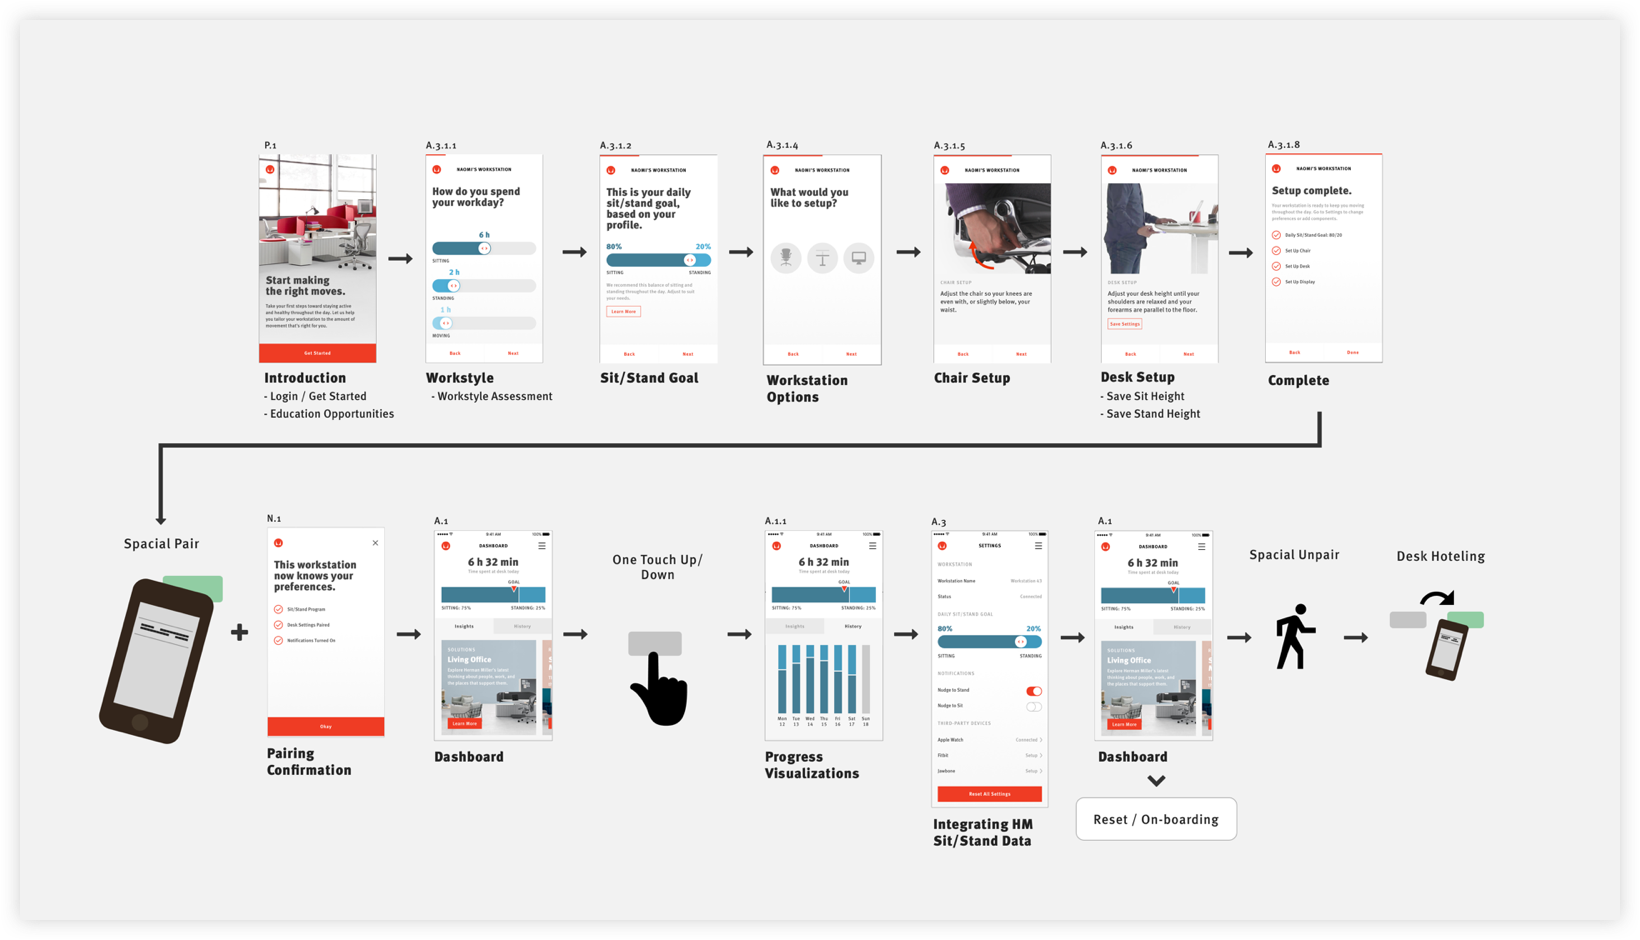 P.1
Start making
the right moves.
Take your first steps toward staying active
and healthy throughout the day. Let us help
you tailor your workstation to the amount of
movement that's right for you.
Get Started
Introduction
- Login / Get Started
- Education Opportunities
A.3.1.1
NAOMI'S WORKSTATION
How do you spend
your workday?
6 h
SITTING
2 h
STANDING
1 h
MOVING
Back Next
Workstyle
- Workstyle Assessment
A.3.1.2
NAOMI'S WORKSTATION
This is your daily
sit/stand goal,
based on your
profile.
80% 20%
SITTING STANDING
We recommend this balance of sitting and
standing throughout the day. Adjust to suit
your needs.
Learn More
Back Next
Sit/Stand Goal
A.3.1.4
NAOMI'S WORKSTATION
What would you
like to setup?
Back Next
Workstation
Options
A.3.1.5
NAOMI'S WORKSTATION
CHAIR SETUP
Adjust the chair so your knees are
even with, or slightly below, your
waist.
Back Next
Chair Setup
A.3.1.6
NAOMI'S WORKSTATION
DESK SETUP
Adjust your desk height until your
shoulders are relaxed and your
forearms are parallel to the floor.
Save Settings
Back Next
Desk Setup
- Save Sit Height
- Save Stand Height
A.3.1.8
NAOMI'S WORKSTATION
Setup complete.
Your workstation is ready to keep you moving
throughout the day. Go to Settings to change
preferences or add components.
Daily Sit/Stand Goal: 80/20
Set Up Chair
Set Up Desk
Set Up Display
Back Done
Complete
Spacial Pair
N.1
This workstation
now knows your
preferences.
Sit/Stand Program
Desk Settings Paired
Notifications Turned On
Okay
Pairing
Confirmation
A.1
9:41 AM 100%
DASHBOARD
6 h 32 min
Time spent at desk today
GOAL
SITTING: 75% STANDING: 25%
Insights History
SOLUTIONS
Living Office
Explore Herman Miller's latest
thinking about people, work, and
the places that support them.
Learn More
Dashboard
One Touch Up/
Down
A.1.1
9:41 AM 100%
DASHBOARD
6 h 32 min
Time spent at desk today
GOAL
SITTING: 75% STANDING: 25%
Insights History
Mon Tue Wed Thu Fri Sat Sun
12 13 14 15 16 17 18
Progress
Visualizations
A.3
9:41 AM 100%
SETTINGS
WORKSTATION
Workstation Name Workstation 63
Status Connected
DAILY SIT/STAND GOAL
80% 20%
SITTING STANDING
NOTIFICATIONS
Nudge to Stand
Nudge to Sit
THIRD-PARTY DEVICES
Apple Watch Connected
Fitbit Setup
Jawbone Setup
Reset All Settings
Integrating HM
Sit/Stand Data
A.1
9:41 AM 100%
DASHBOARD
6 h 32 min
Time spent at desk today
GOAL
SITTING: 75% STANDING: 25%
Insights History
SOLUTIONS
Living Office
Explore Herman Miller's latest
thinking about people, work, and
the places that support them.
Learn More
Dashboard
Reset / On-boarding
Spacial Unpair
Desk Hoteling